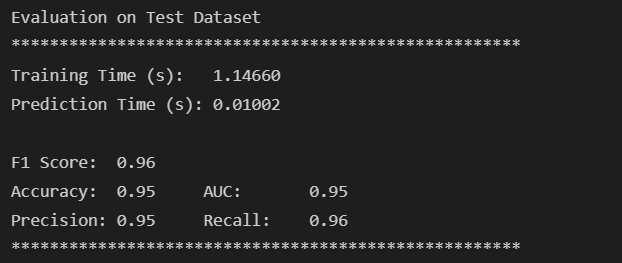 Evaluation on Test Dataset
*****************************************************
Training Time (s):   1.14660
Prediction Time (s): 0.01002
F1 Score:  0.96
Accuracy:  0.95     AUC:       0.95
Precision: 0.95     Recall:    0.96
*****************************************************